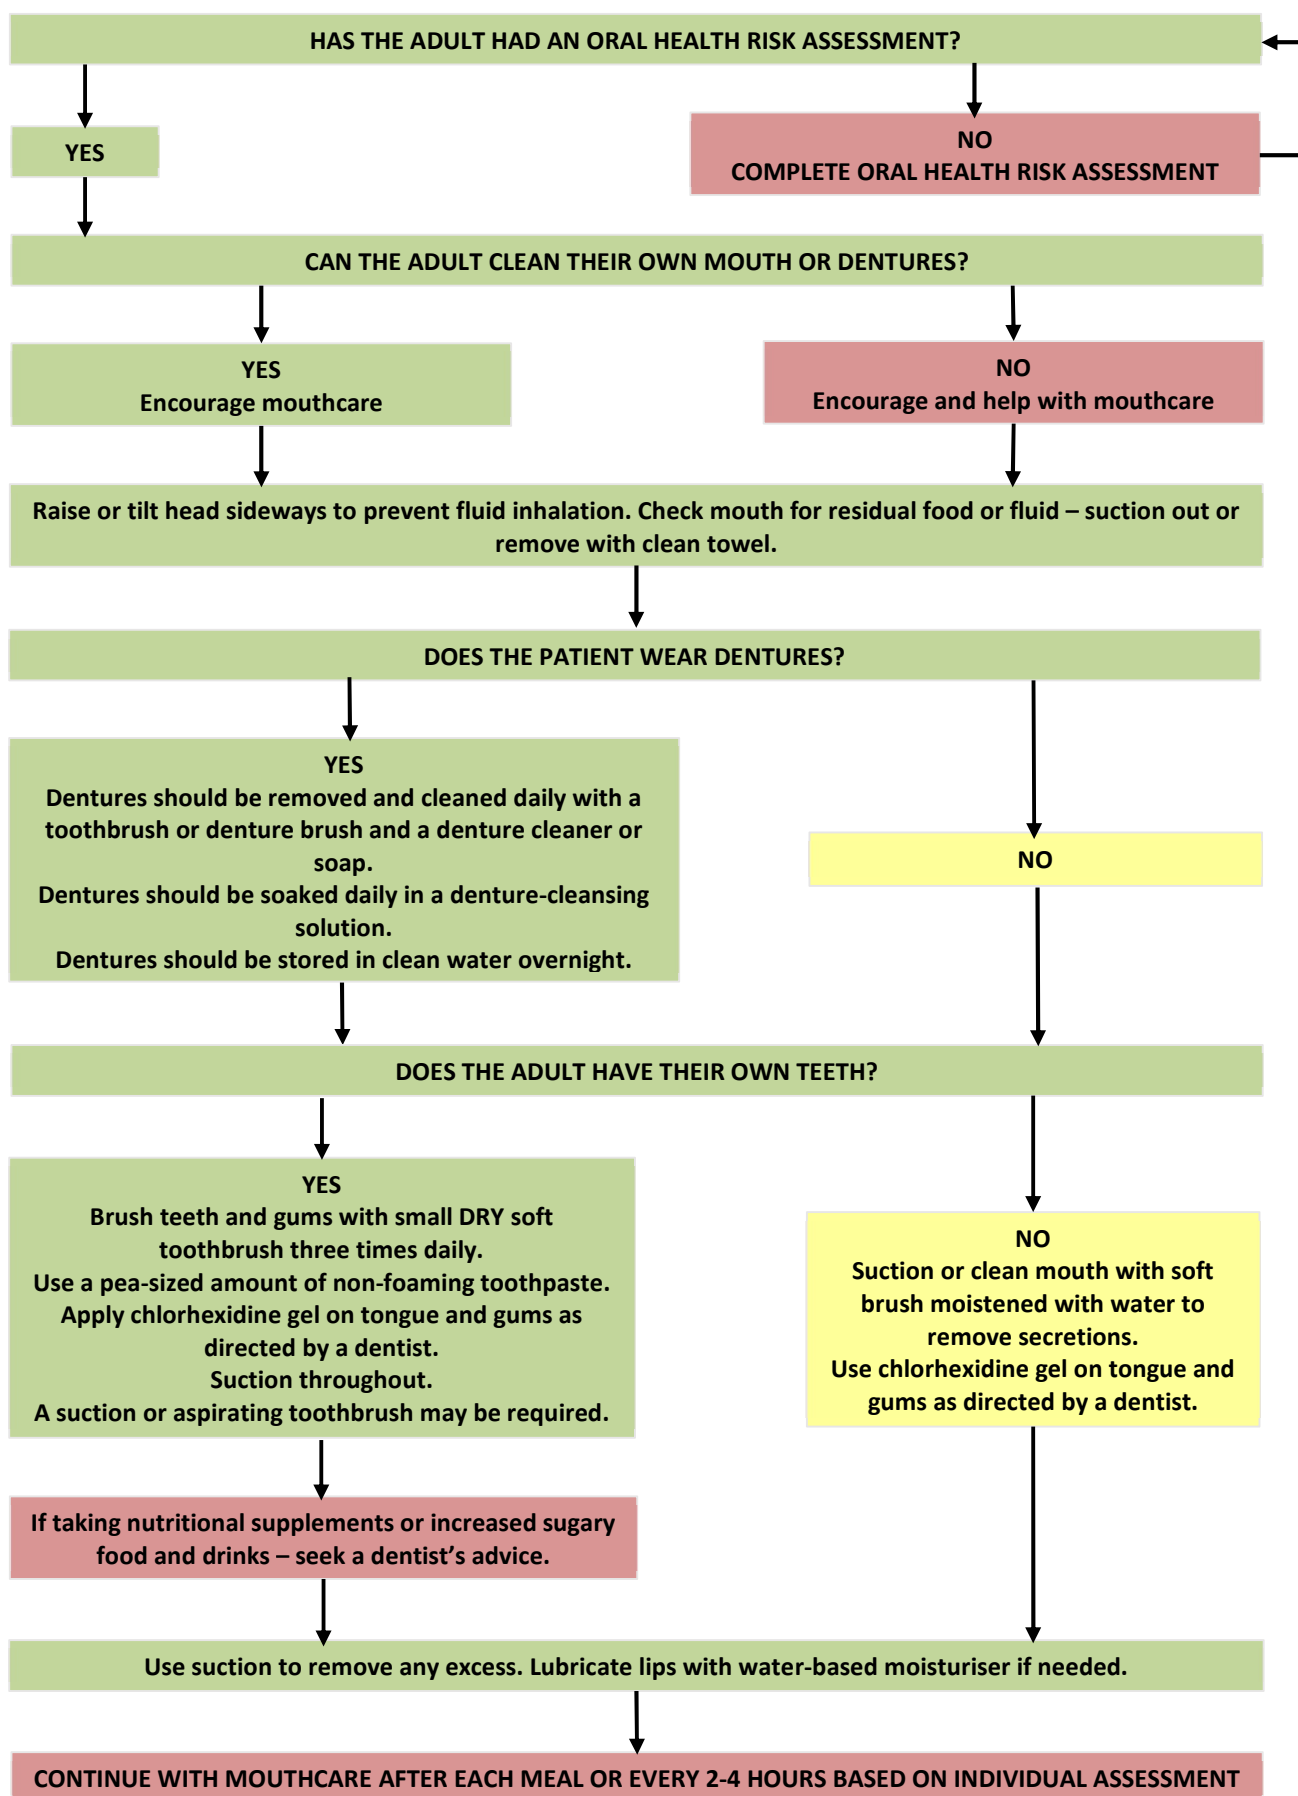 HAS THE ADULT HAD AN ORAL HEALTH RISK ASSESSMENT?
YES
NO
COMPLETE ORAL HEALTH RISK ASSESSMENT
CAN THE ADULT CLEAN THEIR OWN MOUTH OR DENTURES?
YES
Encourage mouthcare
NO
Encourage and help with mouthcare
Raise or tilt head sideways to prevent fluid inhalation. Check mouth for residual food or fluid – suction out or
remove with clean towel.
DOES THE PATIENT WEAR DENTURES?
YES
Dentures should be removed and cleaned daily with a
toothbrush or denture brush and a denture cleaner or
soap.
Dentures should be soaked daily in a denture-cleansing
solution.
Dentures should be stored in clean water overnight.
NO
DOES THE ADULT HAVE THEIR OWN TEETH?
YES
Brush teeth and gums with small DRY soft
toothbrush three times daily.
Use a pea-sized amount of non-foaming toothpaste.
Apply chlorhexidine gel on tongue and gums as
directed by a dentist.
Suction throughout.
A suction or aspirating toothbrush may be required.
NO
Suction or clean mouth with soft
brush moistened with water to
remove secretions.
Use chlorhexidine gel on tongue and
gums as directed by a dentist.
If taking nutritional supplements or increased sugary
food and drinks – seek a dentist’s advice.
Use suction to remove any excess. Lubricate lips with water-based moisturiser if needed.
CONTINUE WITH MOUTHCARE AFTER EACH MEAL OR EVERY 2-4 HOURS BASED ON INDIVIDUAL ASSESSMENT